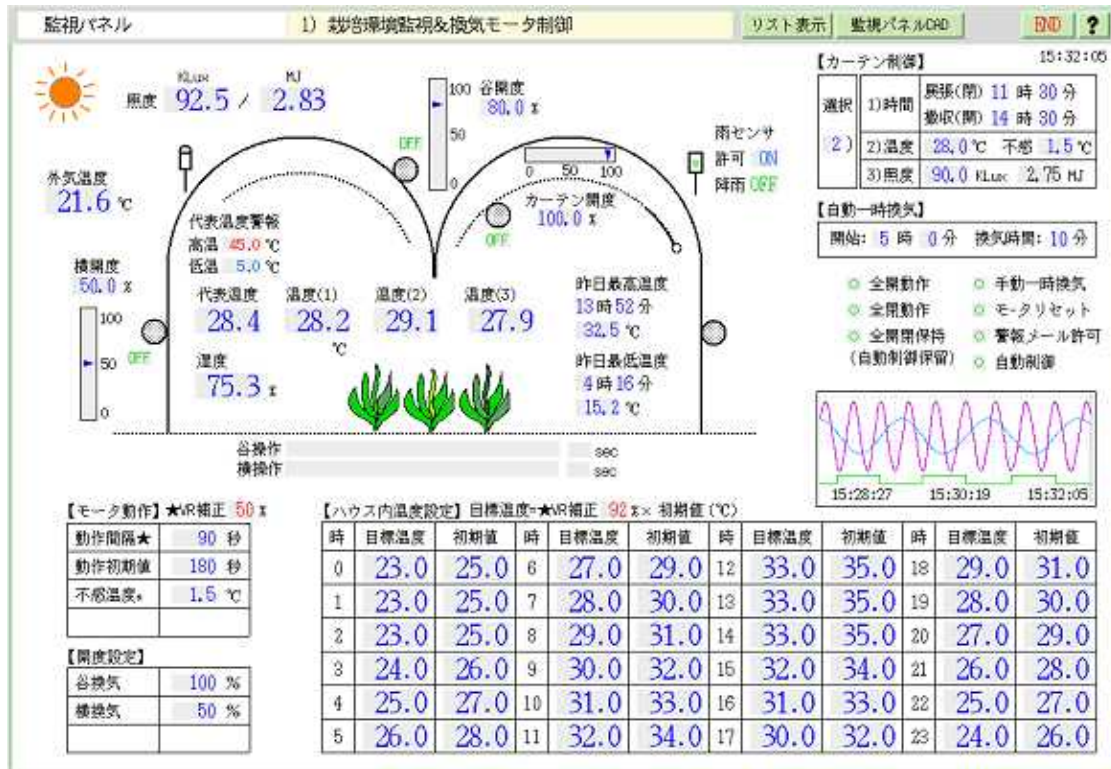 監視パネル 1) 栽培環境監視&換気モータ制御 リスト表示 監視パネルCAD END ?
15:32:05
照度 KLux 92.5 / MJ 2.83
100 谷開度
80.0 %
50
0
OFF
外気温度
21.6 ℃
雨センサ
許可 ON
降雨 OFF
0 50 100
カーテン開度
100.0 %
OFF
代表温度警報
高温 45.0 ℃
低温 5.0 ℃
横開度
50.0 %
100
50 OFF
0
代表温度 温度(1) 温度(2) 温度(3)
28.4 28.2 29.1 27.9
℃
湿度
75.3 %
昨日最高温度
13 時 52 分
32.5 ℃
昨日最低温度
4 時 16 分
15.2 ℃
谷操作 sec
横操作 sec
【カーテン制御】
選択 (2)
1)時間 展張(閉) 11 時 30 分
撤収(開) 14 時 30 分
2)温度 28.0 ℃ 不感 1.5 ℃
3)照度 90.0 KLux 2.75 MJ
【自動一時換気】
開始: 5 時 0 分 換気時間: 10 分
全開動作 手動一時換気
全閉動作 モータリセット
全開閉保持 警報メール許可
(自動制御保留) 自動制御
15:28:27 15:30:19 15:32:05
【モータ動作】★VR補正 50 %
動作間隔★ 90 秒
動作初期値 180 秒
不感温度 1.5 ℃
【開度設定】
谷換気 100 %
横換気 50 %
【ハウス内温度設定】目標温度=★VR補正 92 %× 初期値(℃)
時 目標温度 初期値 時 目標温度 初期値 時 目標温度 初期値 時 目標温度 初期値
0 23.0 25.0 6 27.0 29.0 12 33.0 35.0 18 29.0 31.0
1 23.0 25.0 7 28.0 30.0 13 33.0 35.0 19 28.0 30.0
2 23.0 25.0 8 29.0 31.0 14 33.0 35.0 20 27.0 29.0
3 24.0 26.0 9 30.0 32.0 15 32.0 34.0 21 26.0 28.0
4 25.0 27.0 10 31.0 33.0 16 31.0 33.0 22 25.0 27.0
5 26.0 28.0 11 32.0 34.0 17 30.0 32.0 23 24.0 26.0